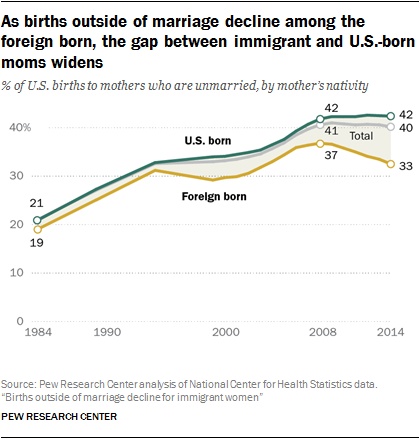 As births outside of marriage decline among the
foreign born, the gap between immigrant and U.S.-born
moms widens
% of U.S. births to mothers who are unmarried, by mother's nativity
42
42
40%
U.S. born
41
Total
40
30
37
33
Foreign born
21
20
19
10
0
1984
1990
2000
2008
2014
Source: Pew Research Center analysis of National Center for Health Statistics data.
"Births outside of marriage decline for immigrant women"
PEW RESEARCH CENTER